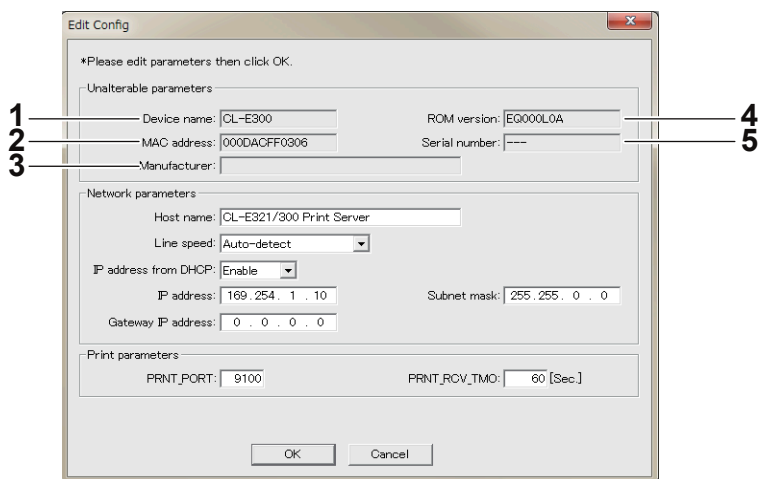 Edit Config
*Please edit parameters then click OK.
Unalterable parameters
1 Device name: CL-E300 ROM version: EQ000L0A 4
2 MAC address: 000DACFF0306 Serial number: --- 5
3 Manufacturer:
Network parameters
Host name: CL-E321/300 Print Server
Line speed: Auto-detect
IP address from DHCP: Enable
IP address: 169.254. 1 . 10 Subnet mask: 255.255. 0 . 0
Gateway IP address: 0 . 0 . 0 . 0
Print parameters
PRNT_PORT: 9100 PRNT_RCV_TMO: 60 [Sec.]
OK Cancel